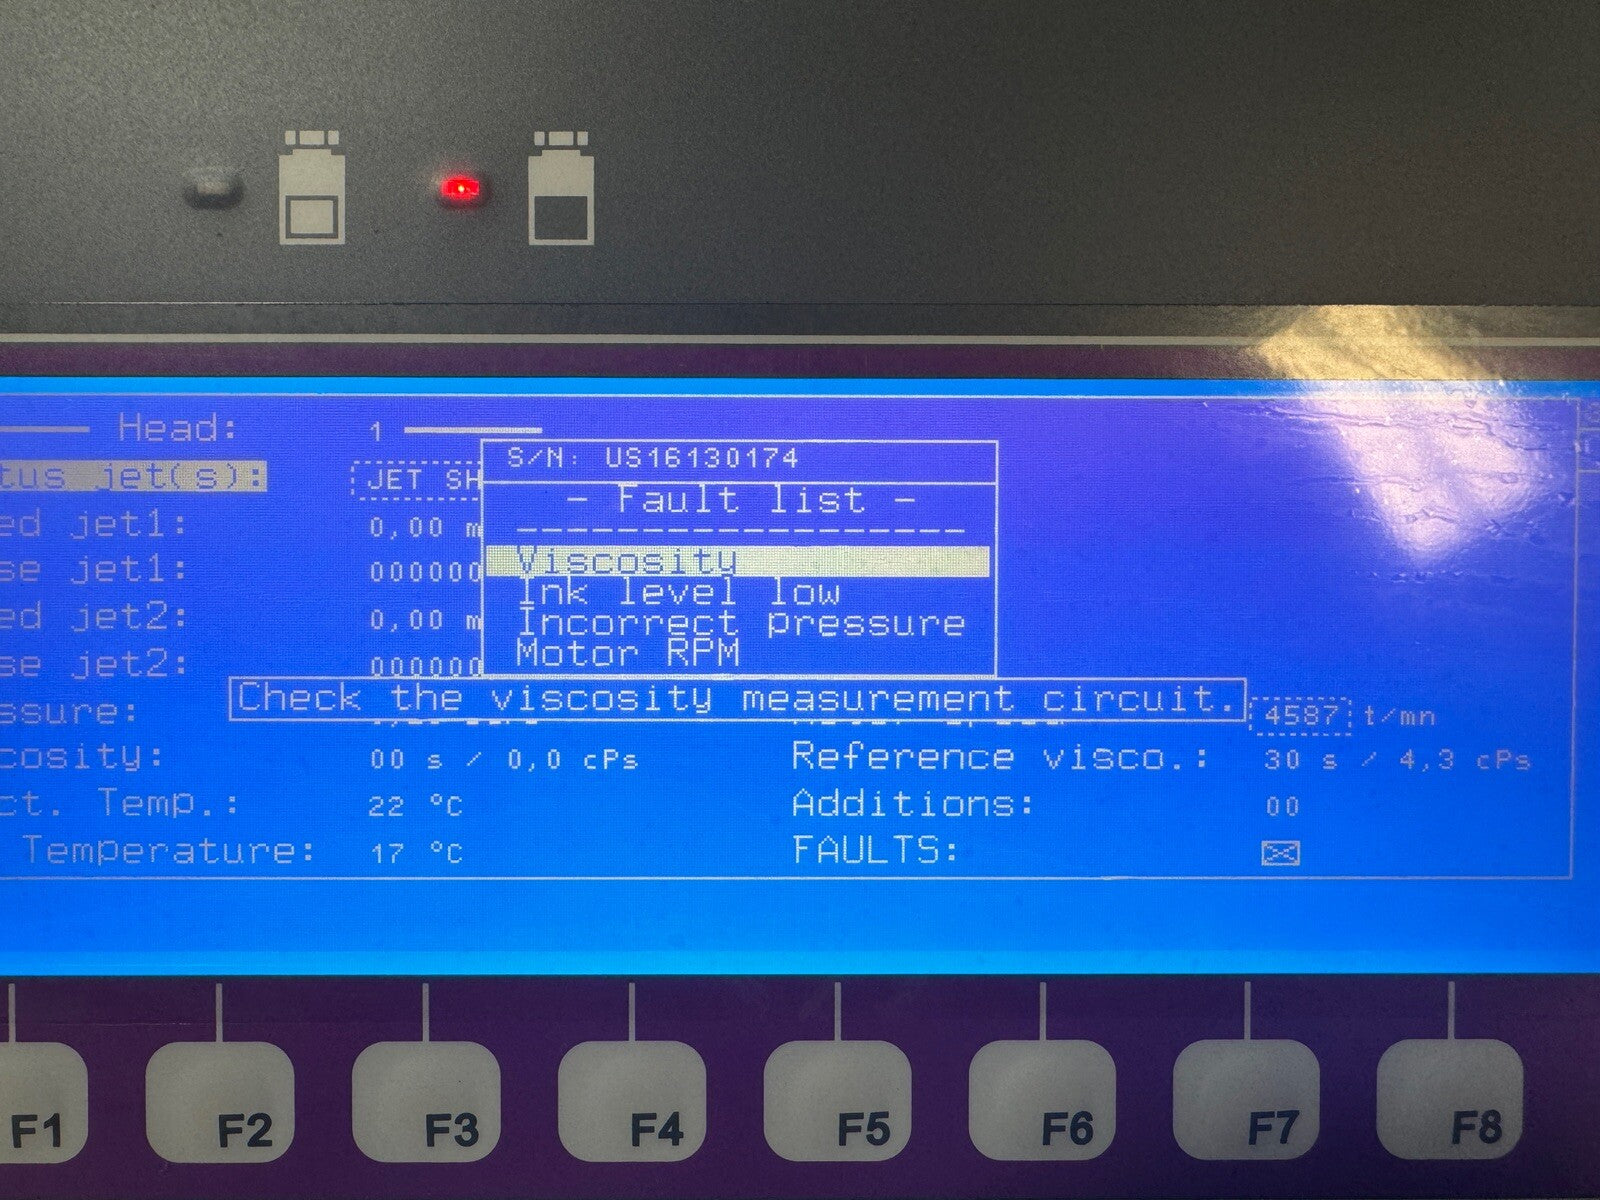 Head: 1
S/N: US16130174
tus jet(s): JET SH
- Fault list -
ed jet1: 0,00 m
se jet1: 000000
Viscosity
Ink level low
ed jet2: 0,00 m
Incorrect pressure
Motor RPM
se jet2: 000000
Check the viscosity measurement circuit.
ssure: 4587 t/mn
cosity: 00 s / 0,0 cPs Reference visco.: 30 s / 4,3 cPs
ct. Temp.: 22 °C Additions: 00
Temperature: 17 °C FAULTS:
F1 F2 F3 F4 F5 F6 F7 F8